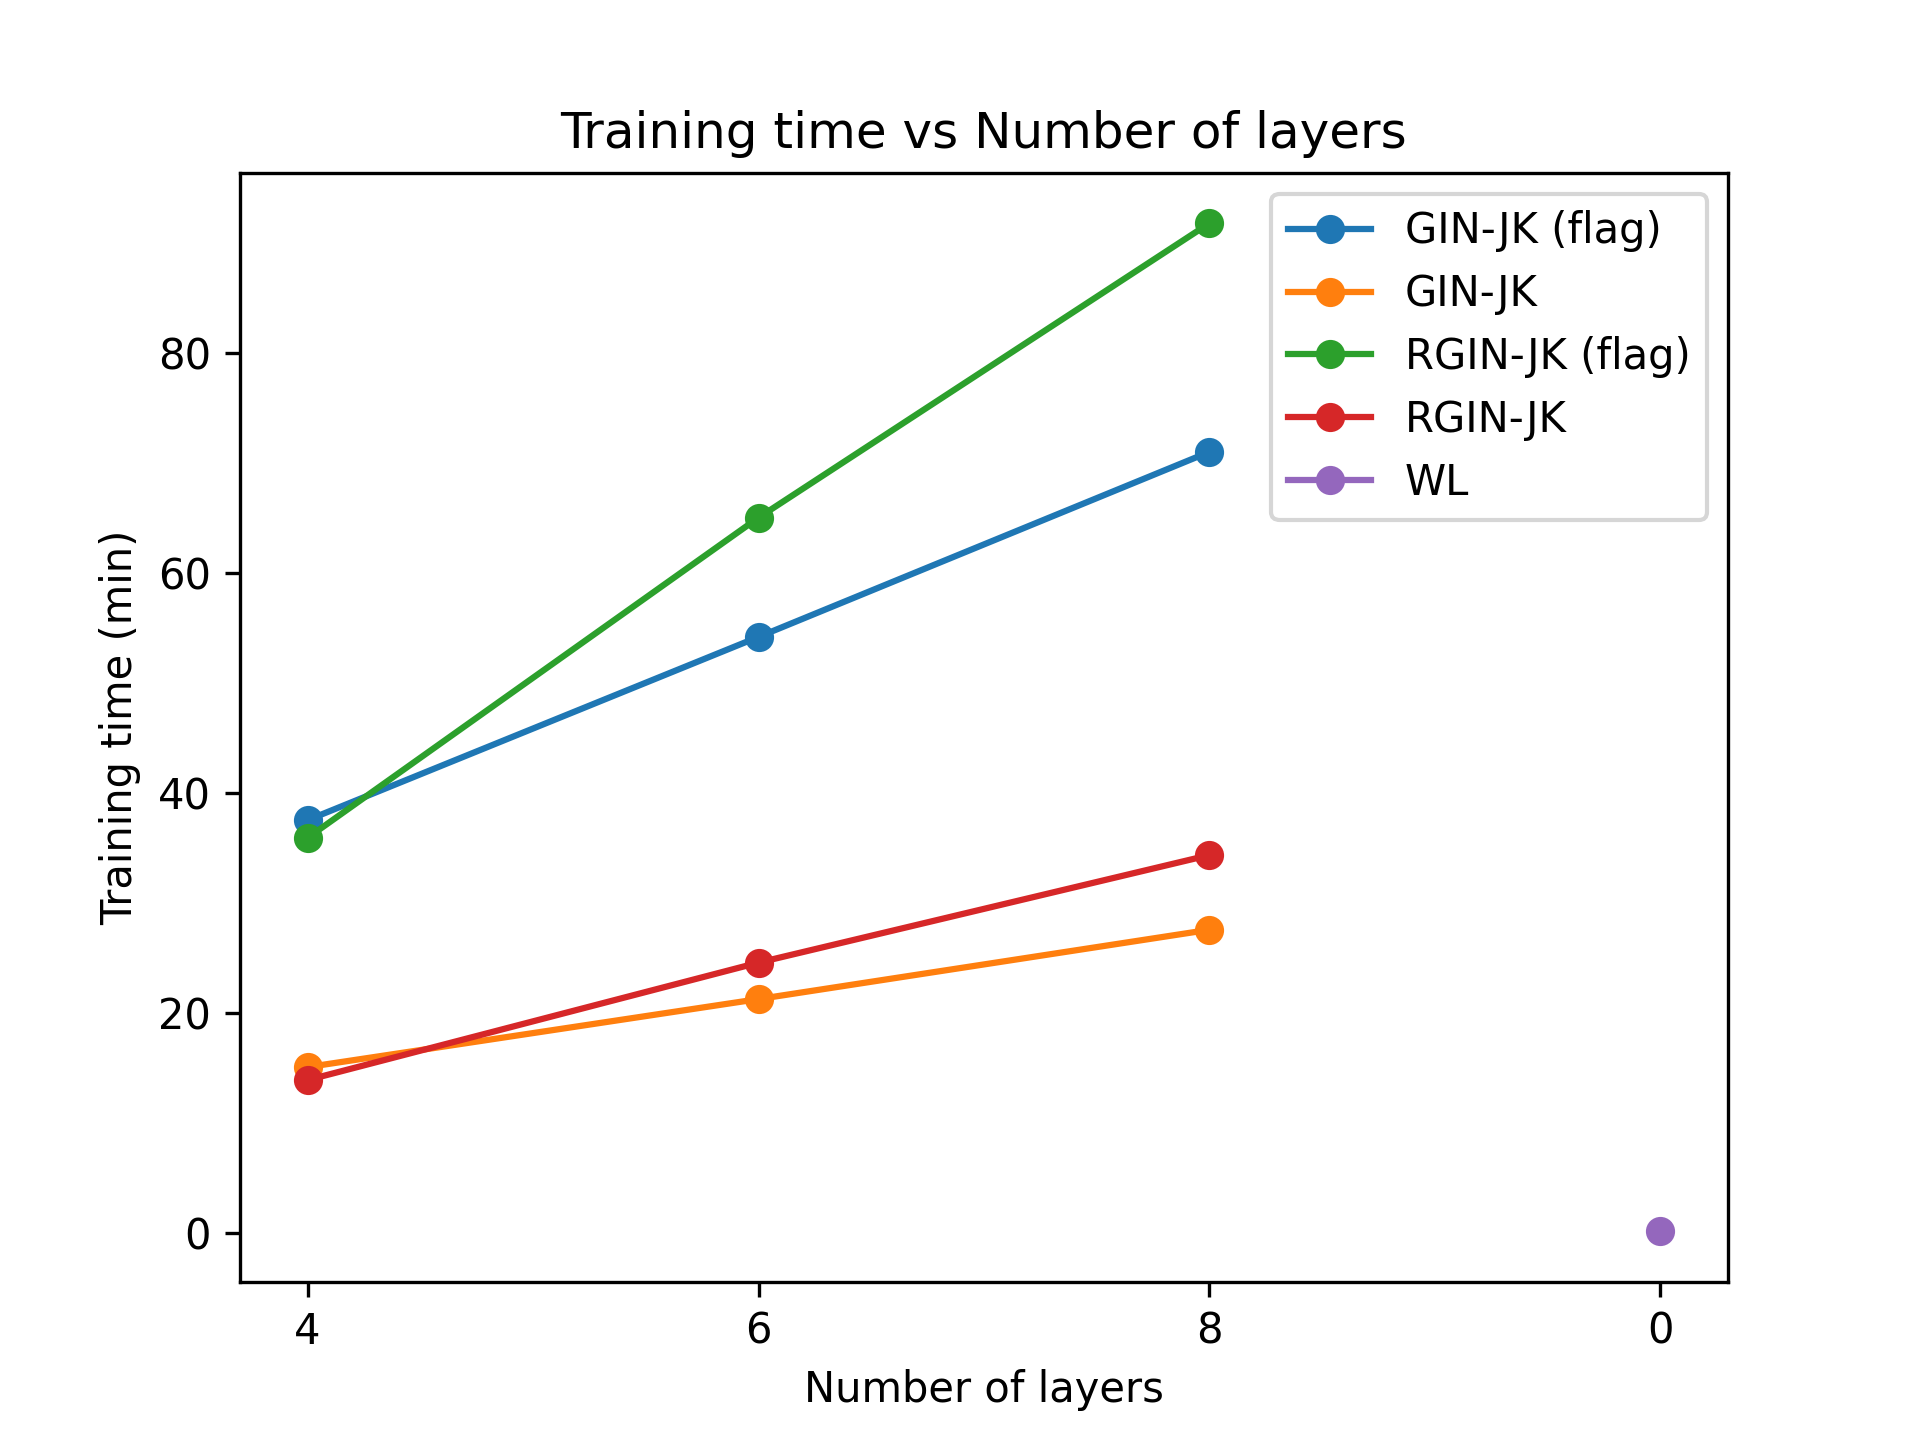 Training time vs Number of layers
GIN-JK (flag)
GIN-JK
RGIN-JK (flag)
RGIN-JK
WL
Training time (min)
80
60
40
20
0
4 6 8 0
Number of layers